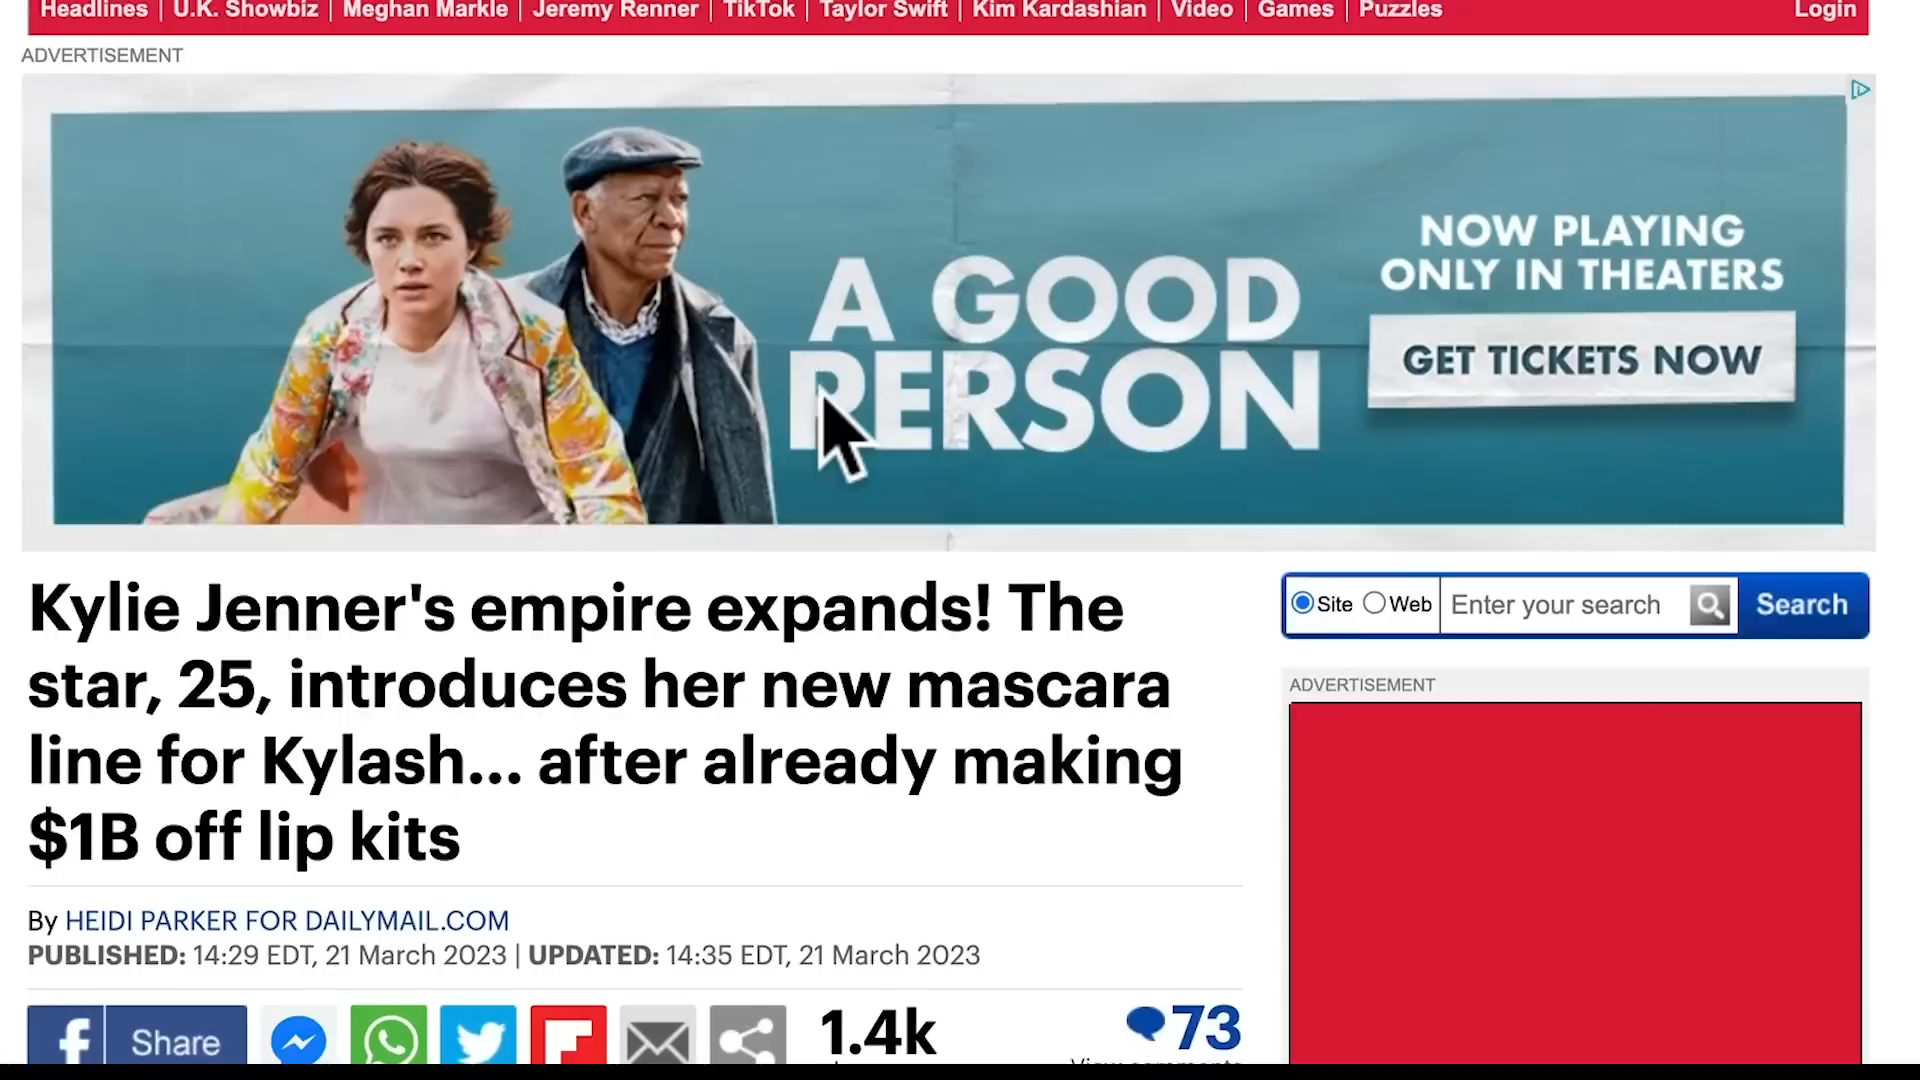 Headlines | U.K. Showbiz | Meghan Markle | Jeremy Renner | TikTok | Taylor Swift | Kim Kardashian | Video | Games | Puzzles Login
ADVERTISEMENT
A GOOD
PERSON
NOW PLAYING
ONLY IN THEATERS
GET TICKETS NOW
Kylie Jenner's empire expands! The
star, 25, introduces her new mascara
line for Kylash... after already making
$1B off lip kits
Site Web Enter your search Search
ADVERTISEMENT
By HEIDI PARKER FOR DAILYMAIL.COM
PUBLISHED: 14:29 EDT, 21 March 2023 | UPDATED: 14:35 EDT, 21 March 2023
Share
1.4k
73